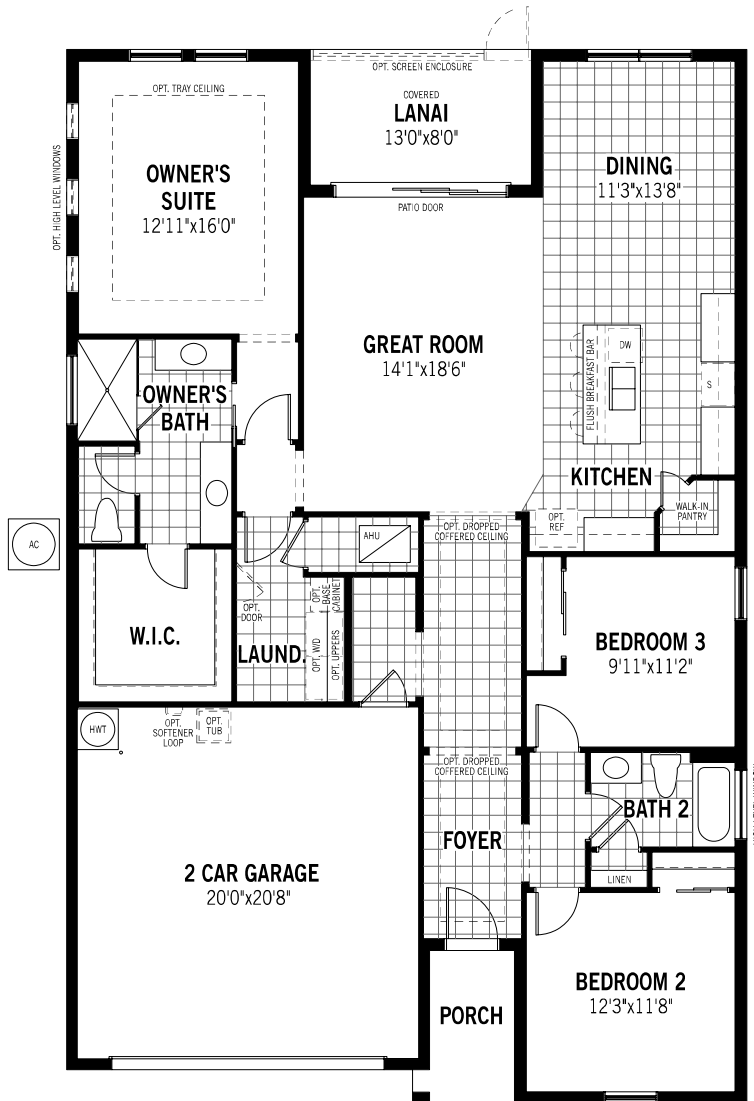 OPT. SCREEN ENCLOSURE
OPT. TRAY CEILING
COVERED
LANAI
13'0"x8'0"
OWNER'S
SUITE
12'11"x16'0"
OPT. HIGH LEVEL WINDOWS
DINING
11'3"x13'8"
PATIO DOOR
GREAT ROOM
14'1"x18'6"
FLUSH BREAKFAST BAR
DW
S
OWNER'S
BATH
KITCHEN
WALK-IN
PANTRY
OPT.
REF
OPT. DROPPED
COFFERED CEILING
AHU
AC
OPT.
BASE
CABINET
OPT.
DOOR
OPT. W/D
OPT. UPPERS
W.I.C.
LAUND.
BEDROOM 3
9'11"x11'2"
HWT
OPT.
SOFTENER
LOOP
OPT.
TUB
OPT. DROPPED
COFFERED CEILING
BATH 2
FOYER
LINEN
2 CAR GARAGE
20'0"x20'8"
BEDROOM 2
12'3"x11'8"
PORCH